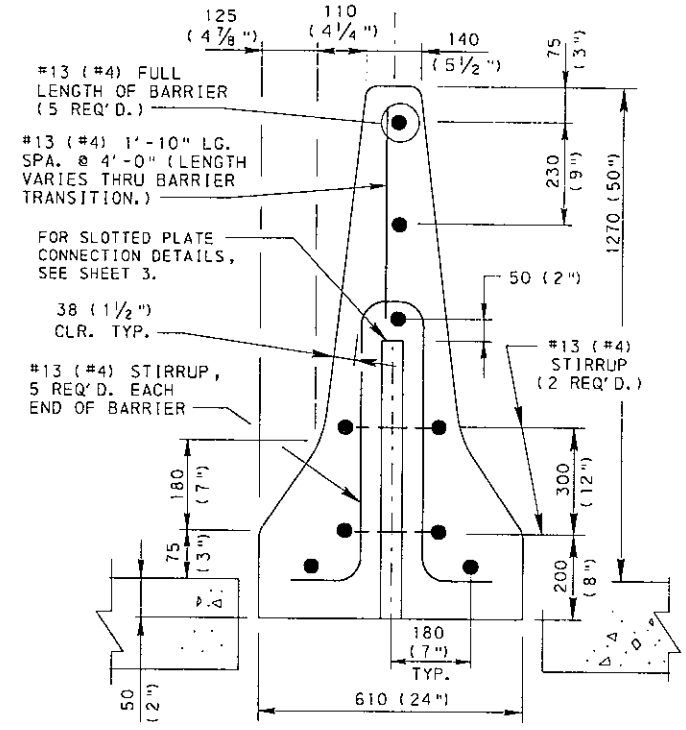 125
(4 7/8 ")
110
(4 1/4 ")
140
(5 1/2 ")
75
(3")
#13 (#4) FULL
LENGTH OF BARRIER
(5 REQ'D.)
#13 (#4) 1'-10" LG.
SPA. @ 4'-0" (LENGTH
VARIES THRU BARRIER
TRANSITION.)
230
(9")
1270 (50")
FOR SLOTTED PLATE
CONNECTION DETAILS,
SEE SHEET 3.
50 (2")
38 (1 1/2 ")
CLR. TYP.
#13 (#4)
STIRRUP
(2 REQ'D.)
#13 (#4) STIRRUP,
5 REQ'D. EACH
END OF BARRIER
180
(7")
300
(12")
75
(3")
200
(8")
180
(7")
TYP.
50
(2")
610 (24")